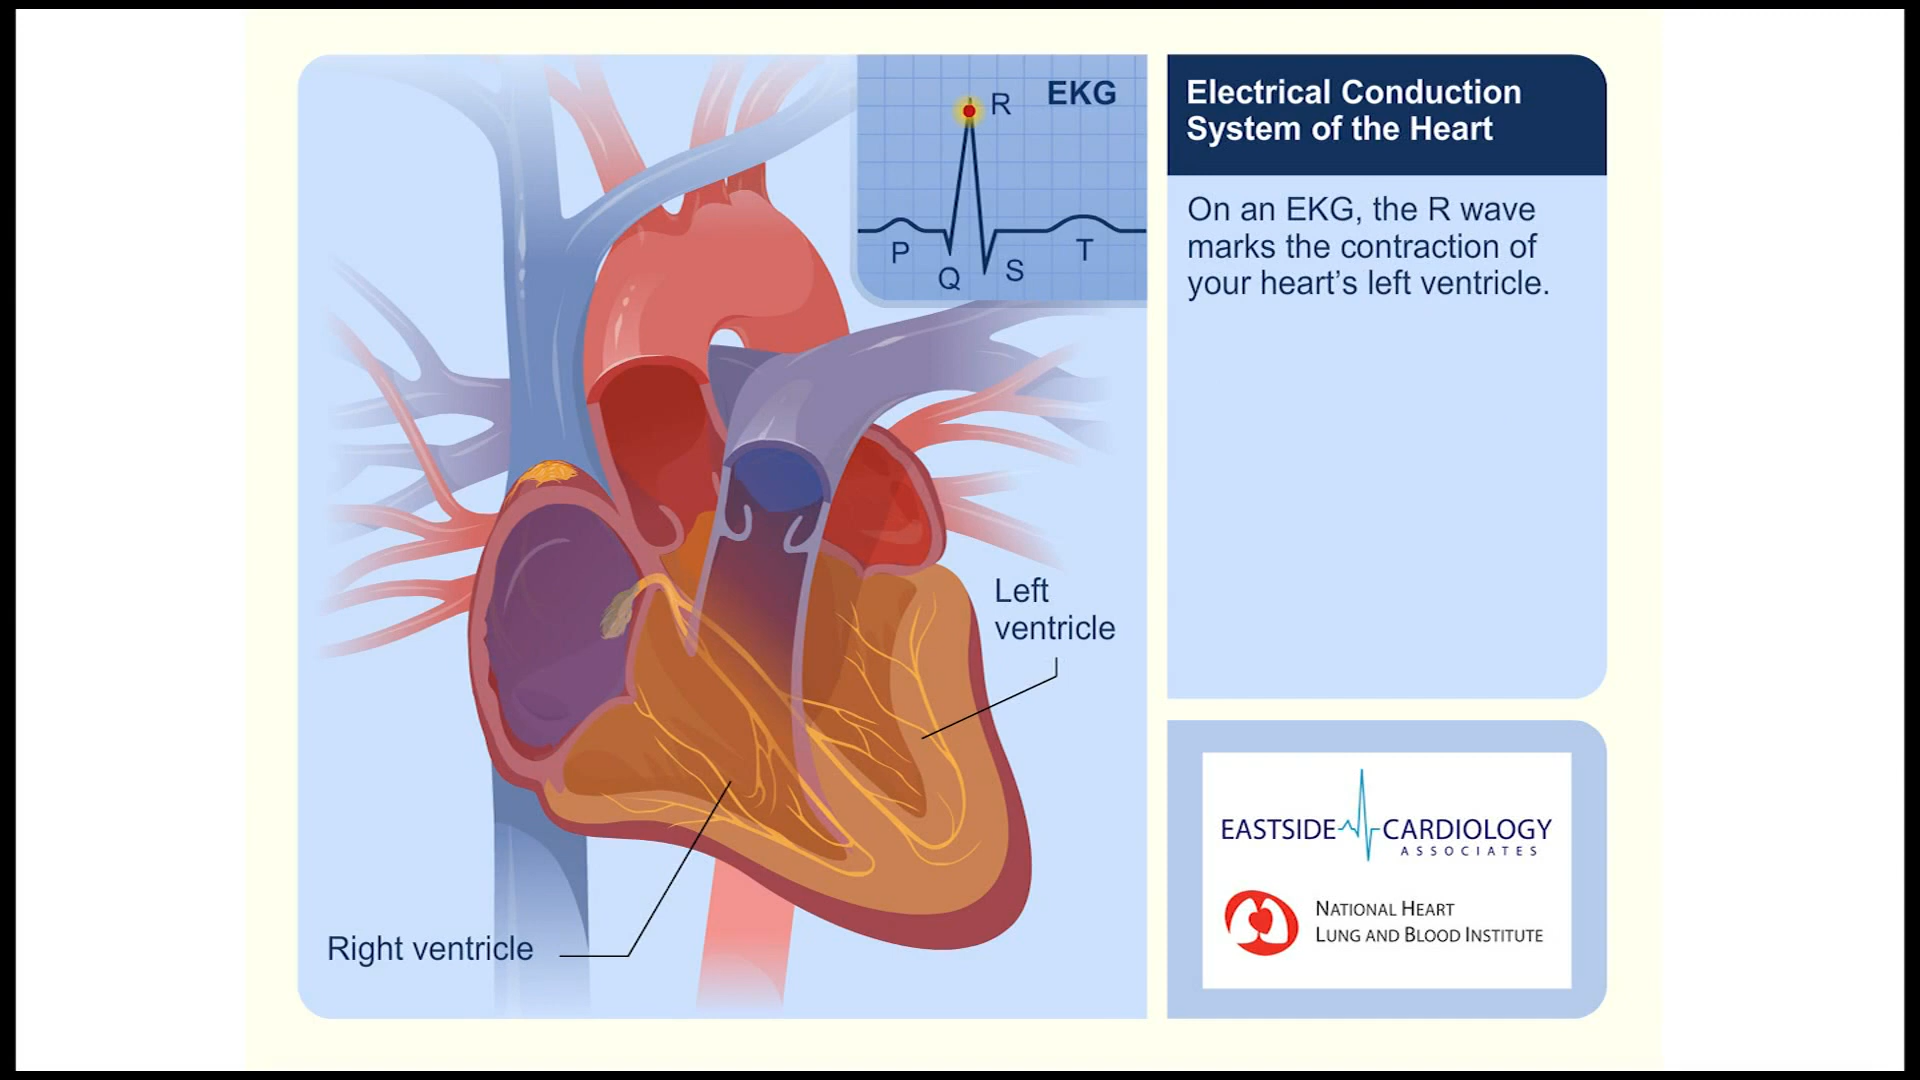 EKG
R
P
Q
S
T
Left
ventricle
Right ventricle
Electrical Conduction
System of the Heart
On an EKG, the R wave
marks the contraction of
your heart’s left ventricle.
EASTSIDE CARDIOLOGY
ASSOCIATES
NATIONAL HEART
LUNG AND BLOOD INSTITUTE